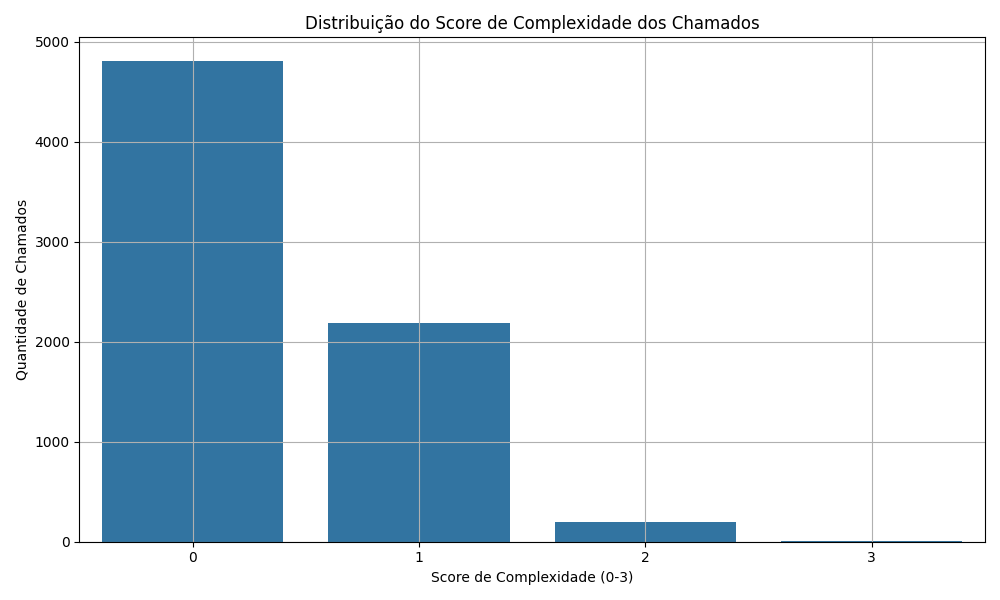 Distribuição do Score de Complexidade dos Chamados
Quantidade de Chamados
5000
4000
3000
2000
1000
0
0 1 2 3
Score de Complexidade (0-3)